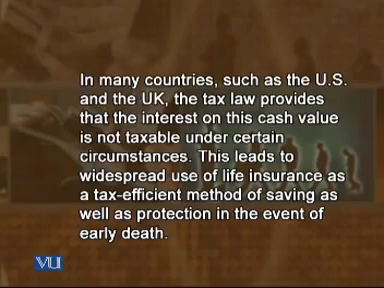 In many countries, such as the U.S.
and the UK, the tax law provides
that the interest on this cash value
is not taxable under certain
circumstances. This leads to
widespread use of life insurance as
a tax-efficient method of saving as
well as protection in the event of
early death.
VU